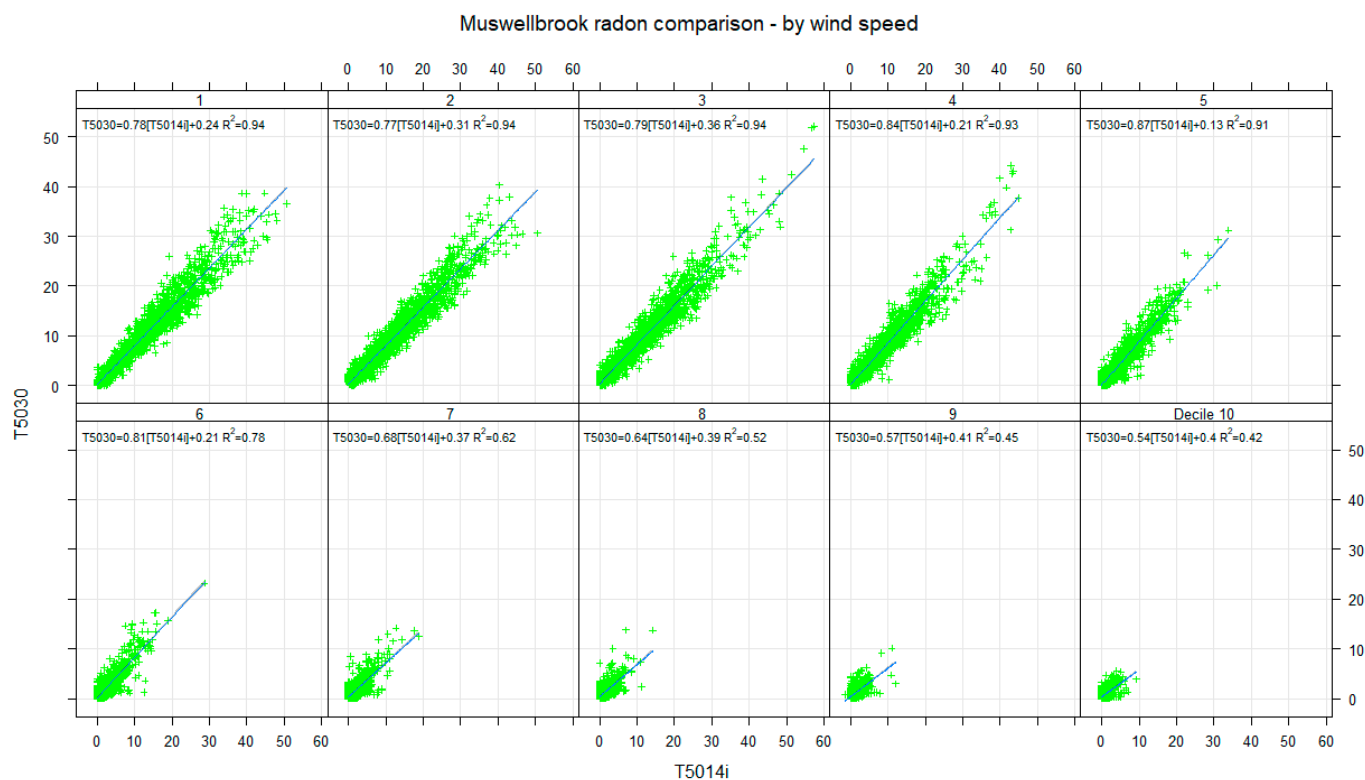 Muswellbrook radon comparison - by wind speed
0 10 20 30 40 50 60 0 10 20 30 40 50 60
1 2 3 4 5
T5030=0.78[T5014i]+0.24 R²=0.94 T5030=0.77[T5014i]+0.31 R²=0.94 T5030=0.79[T5014i]+0.36 R²=0.94 T5030=0.84[T5014i]+0.21 R²=0.93 T5030=0.87[T5014i]+0.13 R²=0.91
50
40
30
20
10
0
T5030
6 7 8 9 Decile 10
T5030=0.81[T5014i]+0.21 R²=0.78 T5030=0.68[T5014i]+0.37 R²=0.62 T5030=0.64[T5014i]+0.39 R²=0.52 T5030=0.57[T5014i]+0.41 R²=0.45 T5030=0.54[T5014i]+0.4 R²=0.42
50
40
30
20
10
0
0 10 20 30 40 50 60 0 10 20 30 40 50 60 0 10 20 30 40 50 60
T5014i